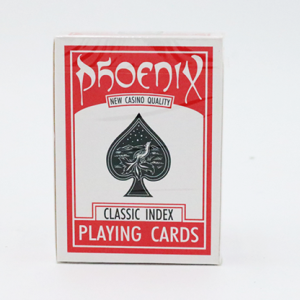 PHOENIX
NEW CASINO QUALITY
CLASSIC INDEX
PLAYING CARDS